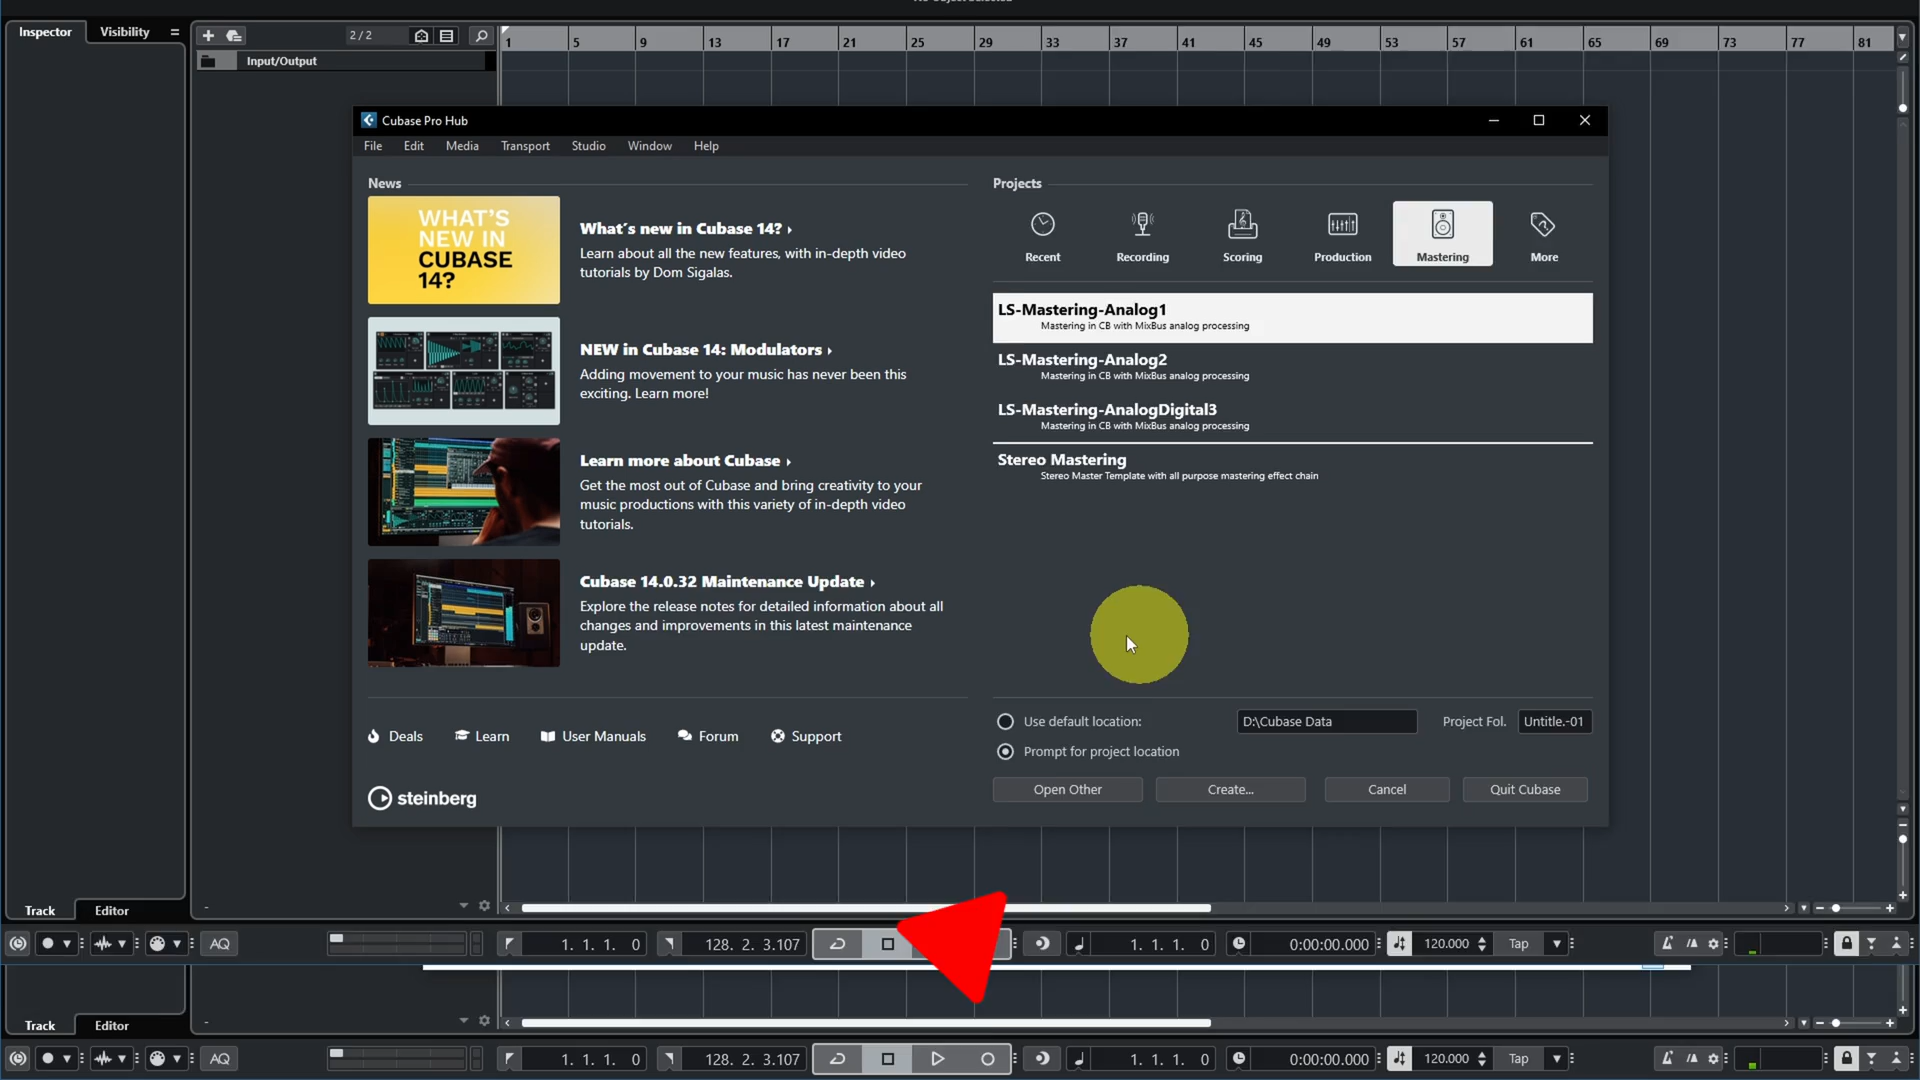 Inspector
Visibility
2 / 2
1 5 9 13 17 21 25 29 33 37 41 45 49 53 57 61 65 69 73 77 81
Input/Output
Cubase Pro Hub
File Edit Media Transport Studio Window Help
News
WHAT'S
NEW IN
CUBASE
14?
What's new in Cubase 14?
Learn about all the new features, with in-depth video
tutorials by Dom Sigalas.
NEW in Cubase 14: Modulators
Adding movement to your music has never been this
exciting. Learn more!
Learn more about Cubase
Get the most out of Cubase and bring creativity to your
music productions with this variety of in-depth video
tutorials.
Cubase 14.0.32 Maintenance Update
Explore the release notes for detailed information about all
changes and improvements in this latest maintenance
update.
Deals Learn User Manuals Forum Support
steinberg
Projects
Recent Recording Scoring Production Mastering More
LS-Mastering-Analog1
Mastering in CB with MixBus analog processing
LS-Mastering-Analog2
Mastering in CB with MixBus analog processing
LS-Mastering-AnalogDigital3
Mastering in CB with MixBus analog processing
Stereo Mastering
Stereo Master Template with all purpose mastering effect chain
Use default location: D:\Cubase Data Project Fol. Untitle.-01
Prompt for project location
Open Other Create... Cancel Quit Cubase
Track Editor -
AQ 1. 1. 1. 0 128. 2. 3.107 1. 1. 1. 0 0:00:00.000 120.000 Tap
Track Editor -
AQ 1. 1. 1. 0 128. 2. 3.107 1. 1. 1. 0 0:00:00.000 120.000 Tap